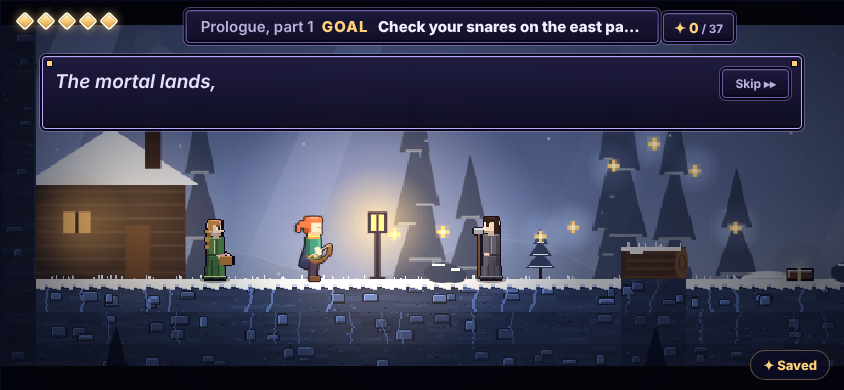 Prologue, part 1 GOAL Check your snares on the east pa...
✦ 0 / 37
The mortal lands,
Skip ▸▸
✦ Saved